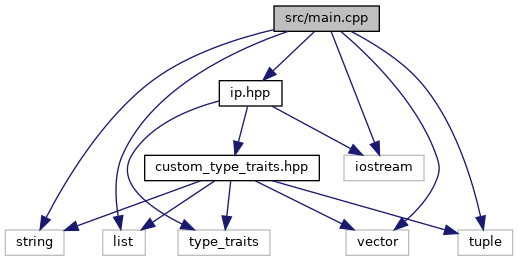 src/main.cpp
ip.hpp
custom_type_traits.hpp
iostream
string
list
type_traits
vector
tuple